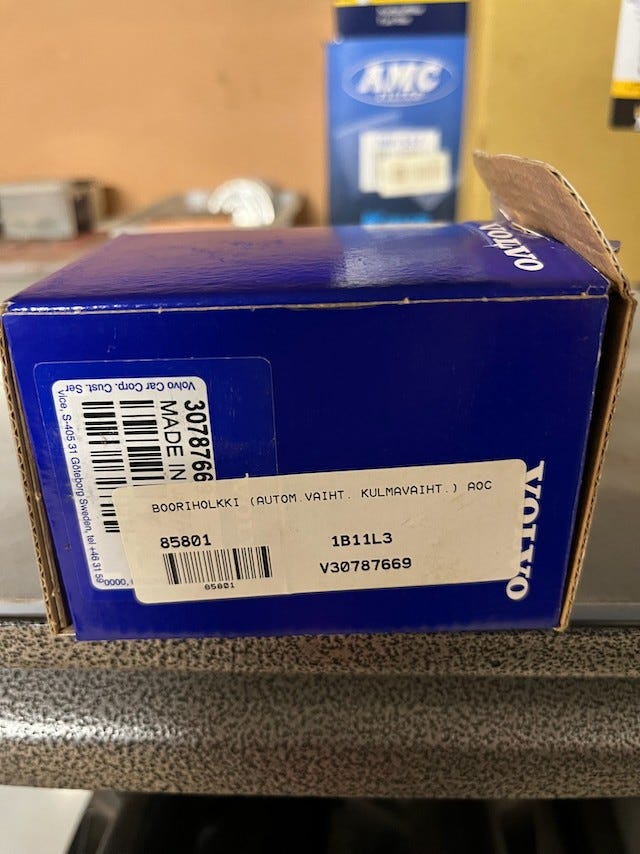 AMC
VOLVO
Volvo Car Corp. Cust. Ser
vice, S-405 31 Göteborg Sweden, tel +46 31 59
0000
3078766
MADE IN
BOORIHOLKKI (AUTOM.VAIHT. KULMAVAIHT.) AOC
85801
1B11L3
85801
V30787669
VOLVO